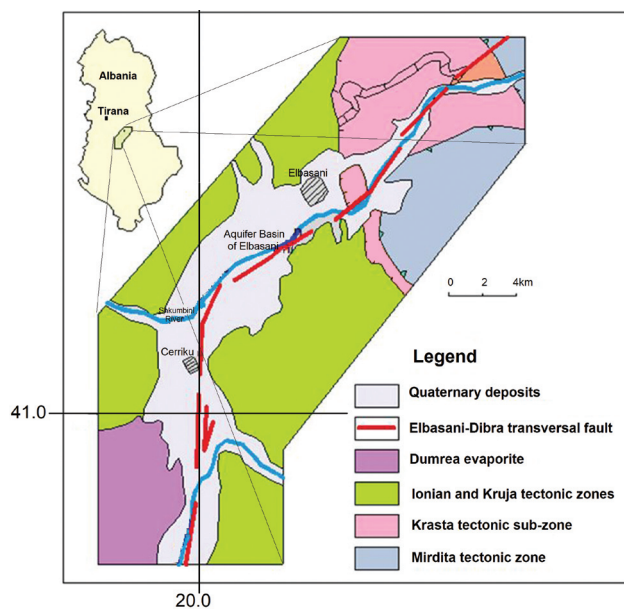 Albania
Tirana
Elbasani
Aquifer Basin
of Elbasani
Shkumbini
River
Cerriku
0 2 4km
Legend
Quaternary deposits
Elbasani-Dibra transversal fault
Dumrea evaporite
Ionian and Kruja tectonic zones
Krasta tectonic sub-zone
Mirdita tectonic zone
41.0
20.0